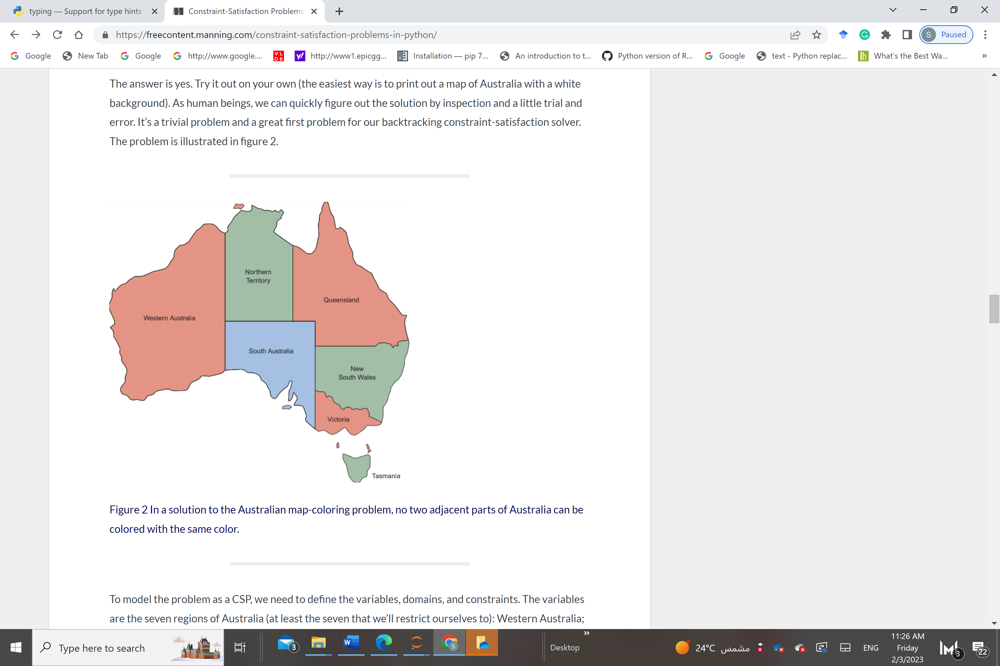 typing — Support for type hints
Constraint-Satisfaction Problems
https://freecontent.manning.com/constraint-satisfaction-problems-in-python/
S Paused
Google
New Tab
Google
http://www.google....
VL
DB
y!
http://www1.epicgg...
Installation — pip 7...
An introduction to t...
Python version of R...
Google
text - Python replac...
lh
What's the Best Wa...
»
The answer is yes. Try it out on your own (the easiest way is to print out a map of Australia with a white
background). As human beings, we can quickly figure out the solution by inspection and a little trial and
error. It's a trivial problem and a great first problem for our backtracking constraint-satisfaction solver.
The problem is illustrated in figure 2.
Northern
Territory
Queensland
Western Australia
South Australia
New
South Wales
Victoria
Tasmania
Figure 2 In a solution to the Australian map-coloring problem, no two adjacent parts of Australia can be
colored with the same color.
To model the problem as a CSP, we need to define the variables, domains, and constraints. The variables
are the seven regions of Australia (at least the seven that we'll restrict ourselves to): Western Australia;
Type here to search
3
W
S
Desktop
»
24°C مشمس
ENG
11:26 AM
Friday
2/3/2023
3
22